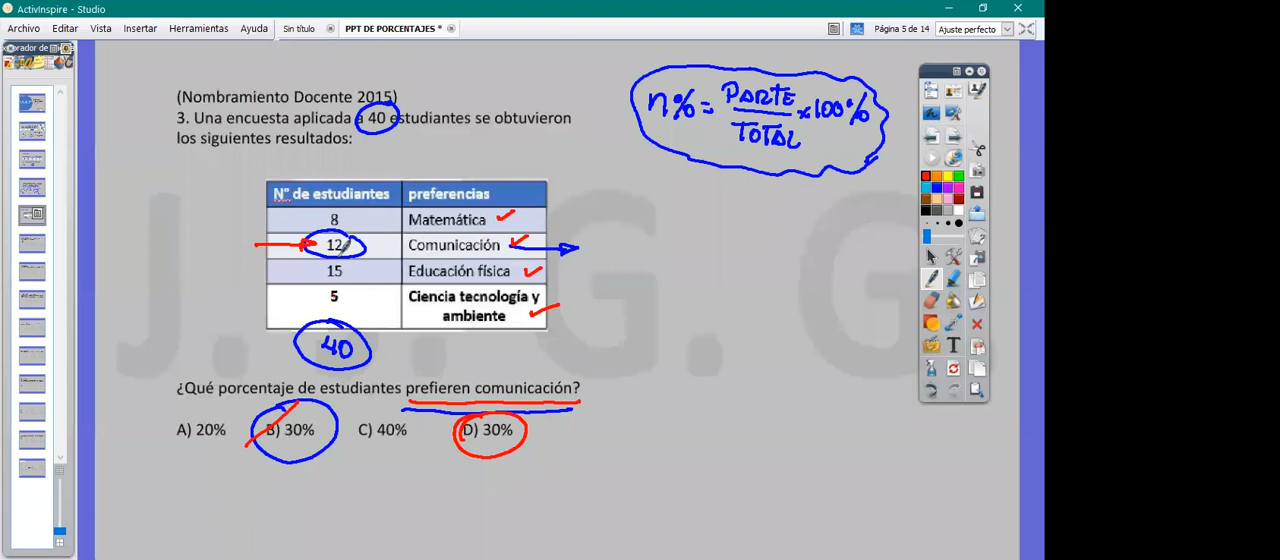 ActivInspire - Studio
Archivo Editar Vista Insertar Herramientas Ayuda Sin título PPT DE PORCENTAJES * Página 5 de 14 Ajuste perfecto
orador de
(Nombramiento Docente 2015)
3. Una encuesta aplicada a 40 estudiantes se obtuvieron
los siguientes resultados:
n% = PARTE / TOTAL × 100%
N° de estudiantes preferencias
8 Matemática
12 Comunicación
15 Educación física
5 Ciencia tecnología y
ambiente
40
J. G. G.
¿Qué porcentaje de estudiantes prefieren comunicación?
A) 20% B) 30% C) 40% D) 30%